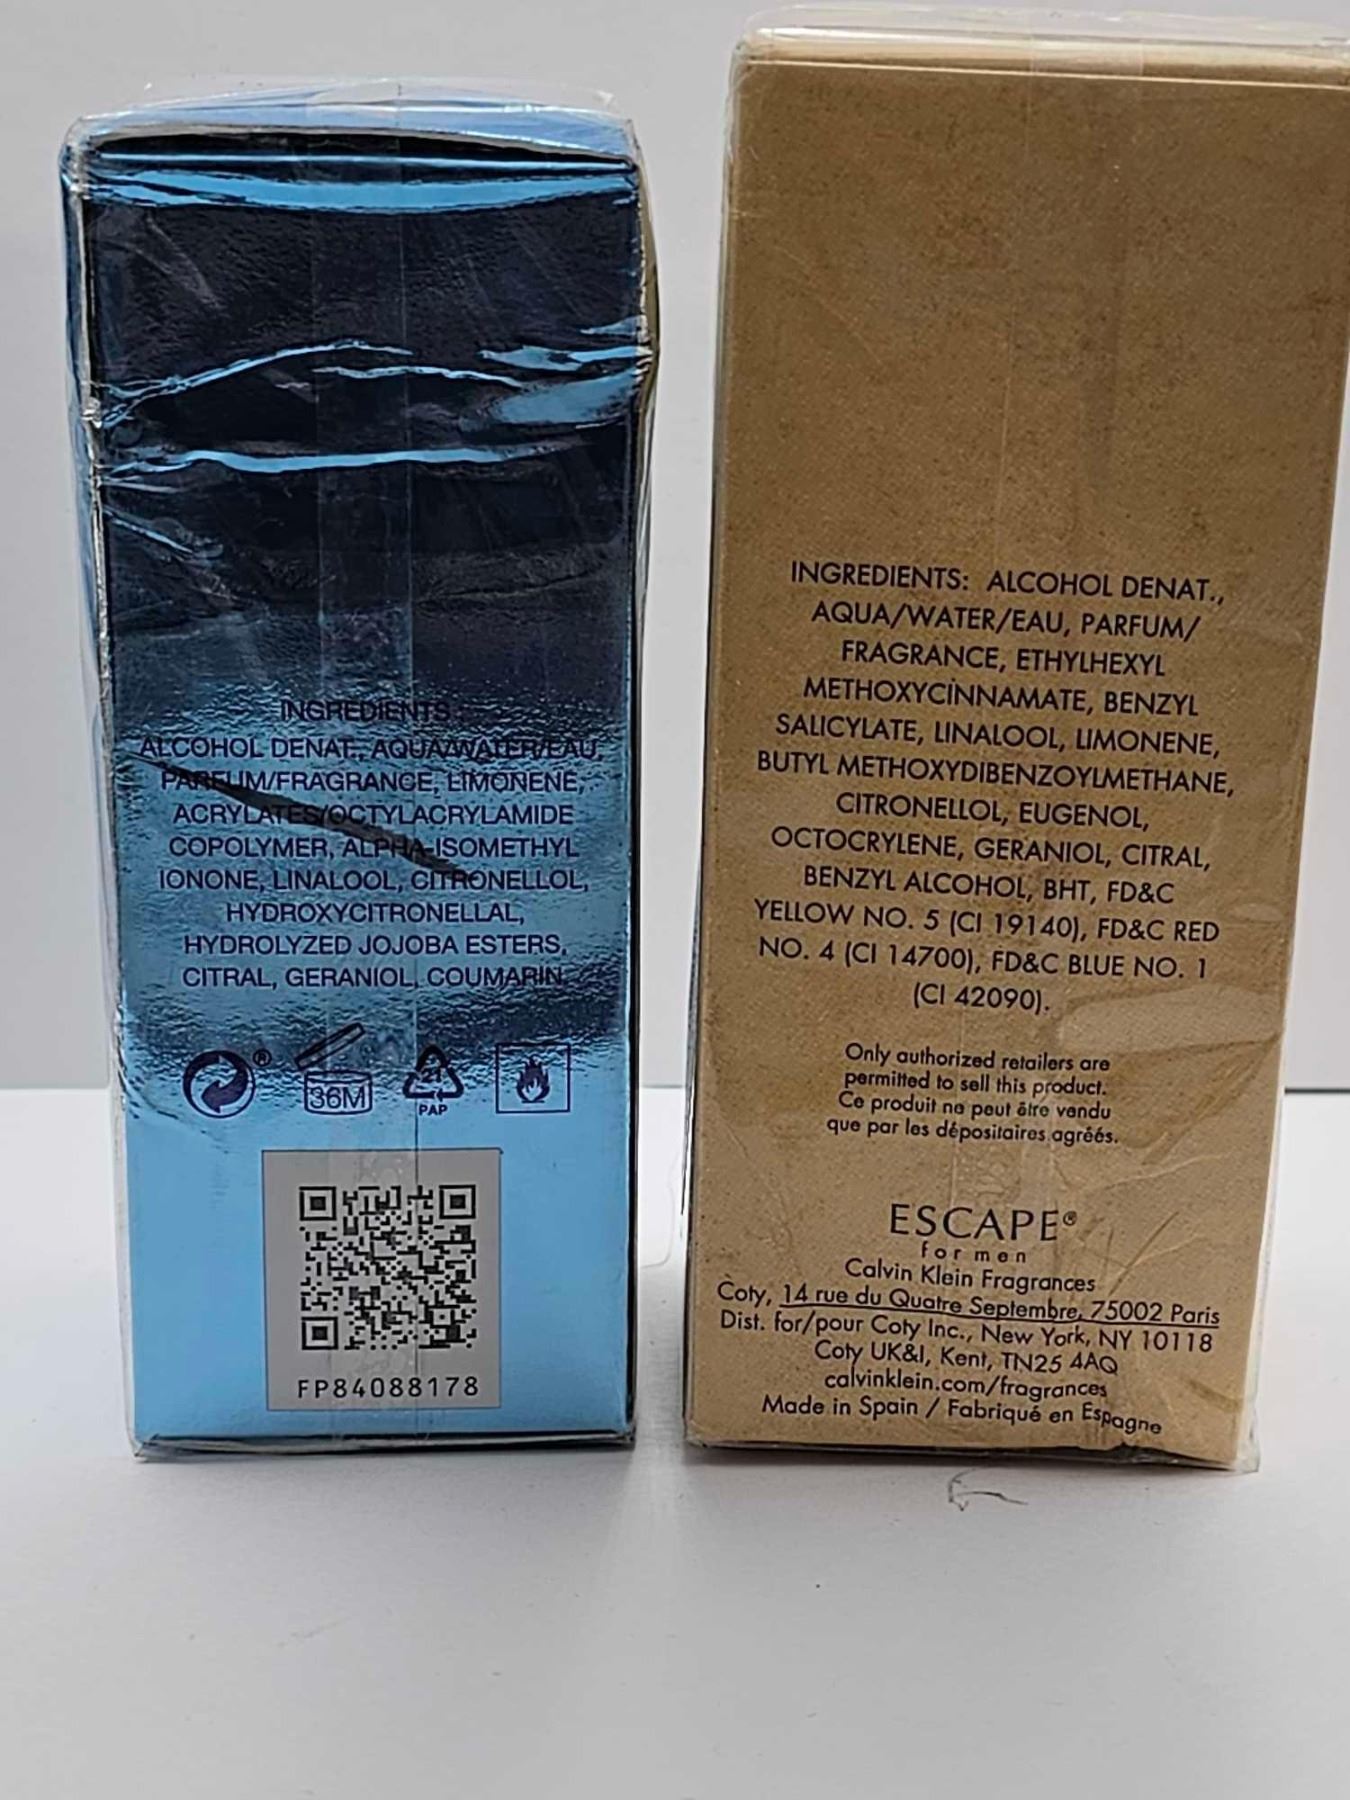 INGREDIENTS:
ALCOHOL DENAT., AQUA/WATER/EAU,
PARFUM/FRAGRANCE, LIMONENE,
ACRYLATES/OCTYLACRYLAMIDE
COPOLYMER, ALPHA-ISOMETHYL
IONONE, LINALOOL, CITRONELLOL,
HYDROXYCITRONELLAL,
HYDROLYZED JOJOBA ESTERS,
CITRAL, GERANIOL, COUMARIN.
®
36M
21
PAP
FP84088178
INGREDIENTS: ALCOHOL DENAT.,
AQUA/WATER/EAU, PARFUM/
FRAGRANCE, ETHYLHEXYL
METHOXYCINNAMATE, BENZYL
SALICYLATE, LINALOOL, LIMONENE,
BUTYL METHOXYDIBENZOYLMETHANE,
CITRONELLOL, EUGENOL,
OCTOCRYLENE, GERANIOL, CITRAL,
BENZYL ALCOHOL, BHT, FD&C
YELLOW NO. 5 (CI 19140), FD&C RED
NO. 4 (CI 14700), FD&C BLUE NO. 1
(CI 42090).
Only authorized retailers are
permitted to sell this product.
Ce produit ne peut être vendu
que par les dépositaires agréés.
ESCAPE®
for men
Calvin Klein Fragrances
Coty, 14 rue du Quatre Septembre, 75002 Paris
Dist. for/pour Coty Inc., New York, NY 10118
Coty UK&I, Kent, TN25 4AQ
calvinklein.com/fragrances
Made in Spain / Fabriqué en Espagne